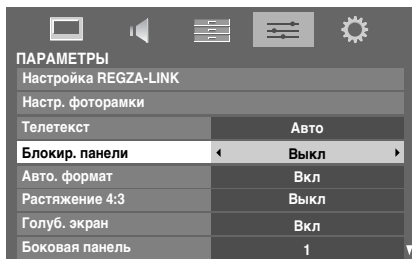 ПАРАМЕТРЫ
Настройка REGZA-LINK
Настр. фоторамки
Телетекст Авто
Блокир. панели Выкл
Авто. формат Вкл
Растяжение 4:3 Выкл
Голуб. экран Вкл
Боковая панель 1